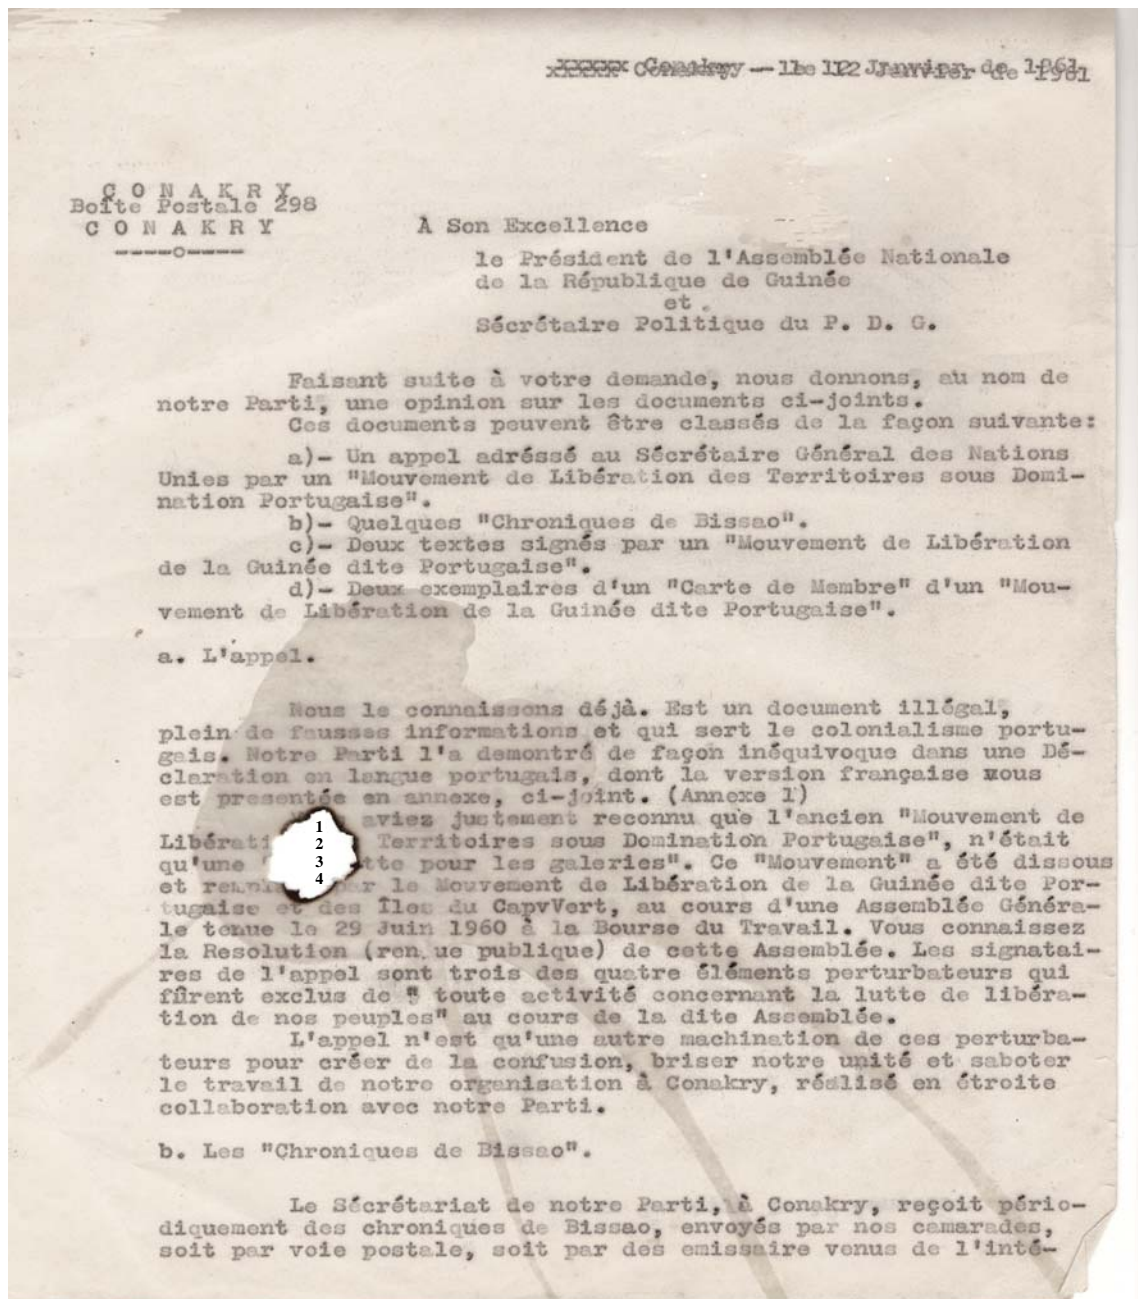 Conakry - le 12 Janvier de 1961
C O N A K R Y
Boîte Postale 298
C O N A K R Y
-----o-----
À Son Excellence
le Président de l'Assemblée Nationale
de la République de Guinée
et
Sécrétaire Politique du P. D. G.
Faisant suite à votre demande, nous donnons, au nom de
notre Parti, une opinion sur les documents ci-joints.
Ces documents peuvent être classés de la façon suivante:
a)- Un appel adréssé au Sécrétaire Général des Nations
Unies par un "Mouvement de Libération des Territoires sous Domi-
nation Portugaise".
b)- Quelques "Chroniques de Bissao".
c)- Deux textes signés par un "Mouvement de Libération
de la Guinée dite Portugaise".
d)- Deux exemplaires d'un "Carte de Membre" d'un "Mou-
vement de Libération de la Guinée dite Portugaise".
a. L'appel.
Nous le connaissons déjà. Est un document illégal,
plein de fausses informations et qui sert le colonialisme portu-
gais. Notre Parti l'a demontré de façon inéquivoque dans une Dé-
claration en langue portugais, dont la version française vous
est presentée en annexe, ci-joint. (Annexe 1)
aviez justement reconnu que l'ancien "Mouvement de
Libérati Territoires sous Domination Portugaise", n'était
qu'une " tte pour les galeries". Ce "Mouvement" a été dissous
et r le Mouvement de Libération de la Guinée dite Por-
tugaise et des Îles du CapvVert, au cours d'une Assemblée Généra-
le tenue le 29 Juin 1960 à la Bourse du Travail. Vous connaissez
la Resolution (ren ue publique) de cette Assemblée. Les signatai-
res de l'appel sont trois des quatre éléments perturbateurs qui
fûrent exclus de " toute activité concernant la lutte de libéra-
tion de nos peuples" au cours de la dite Assemblée.
L'appel n'est qu'une autre machination de ces perturba-
teurs pour créer de la confusion, briser notre unité et saboter
le travail de notre organisation à Conakry, réalisé en étroite
collaboration avec notre Parti.
b. Les "Chroniques de Bissao".
Le Sécrétariat de notre Parti, à Conakry, reçoit pério-
diquement des chroniques de Bissao, envoyés par nos camarades,
soit par voie postale, soit par des emissaire venus de l'inté-
1
2
3
4